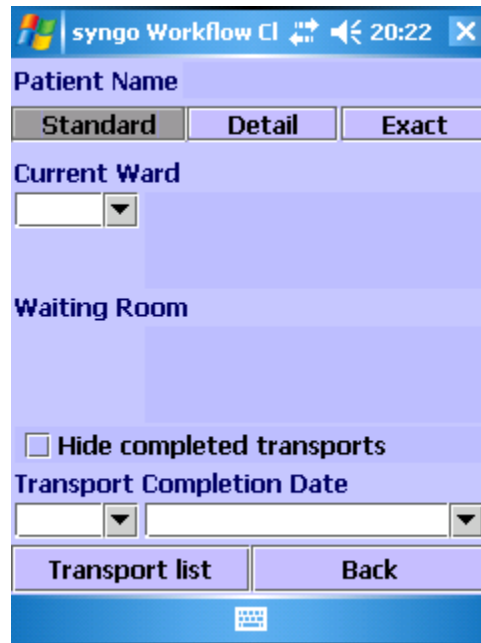 syngo Workflow Cl 20:22
Patient Name
Standard Detail Exact
Current Ward
Waiting Room
Hide completed transports
Transport Completion Date
Transport list Back